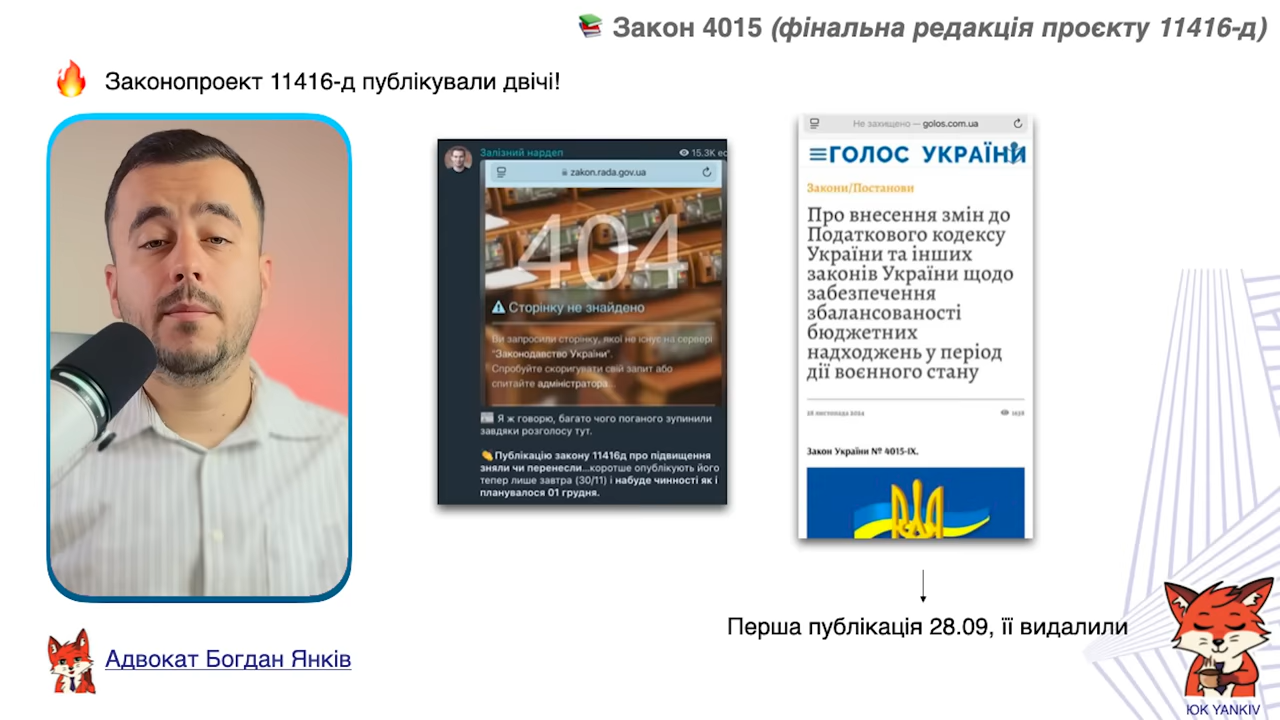 Закон 4015 (фінальна редакція проєкту 11416-д)
Законопроект 11416-д публікували двічі!
Залізний нардеп 15.3K
zakon.rada.gov.ua
404
Сторінку не знайдено
Ви запросили сторінку, якої не існує на сервері
"Законодавство України".
Спробуйте скоригувати свій запит або
спитайте адміністратора...
Я ж говорю, багато чого поганого зупинили
завдяки розголосу тут.
Публікацію закону 11416д про підвищення
зняли чи перенесли...коротше опублікують його
тепер лише завтра (30/11) і набуде чинності як і
планувалося 01 грудня.
Не захищено — golos.com.ua
ГОЛОС УКРАЇНИ
Закони/Постанови
Про внесення змін до
Податкового кодексу
України та інших
законів України щодо
забезпечення
збалансованості
бюджетних
надходжень у період
дії воєнного стану
28 листопада 2024
Закон України № 4015-IX.
Перша публікація 28.09, її видалили
Адвокат Богдан Янків
ЮК YANKIV